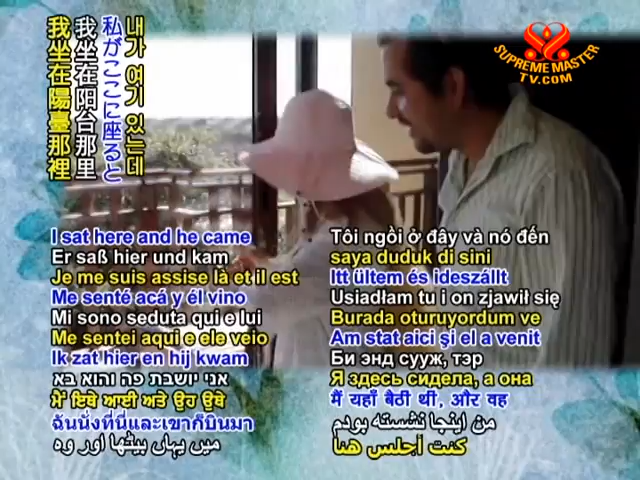 내가 여기 있는데
私がここに座ると
我坐在阳台那里
我坐在陽臺那裡
SUPREME MASTER
TV.COM
I sat here and he came
Er saß hier und kam
Je me suis assise là et il est
Me senté acá y él vino
Mi sono seduta qui e lui
Me sentei aqui e ele veio
Ik zat hier en hij kwam
אני יושבת פה והוא בא
ਮੈਂ ਇਥੇ ਆਈ ਅਤੇ ਉਹ ਉਥੇ
ฉันนั่งที่นี่และเขาก็บินมา
میں یہاں بیٹھا اور وہ
Tôi ngồi ở đây và nó đến
saya duduk di sini
Itt ültem és ideszállt
Usiadłam tu i on zjawił się
Burada oturuyordum ve
Am stat aici şi el a venit
Би энд сууж, тэр
Я здесь сидела, а она
मैं यहाँ बैठी थी, और वह
من اینجا نشسته بودم
كنت أجلس هنا